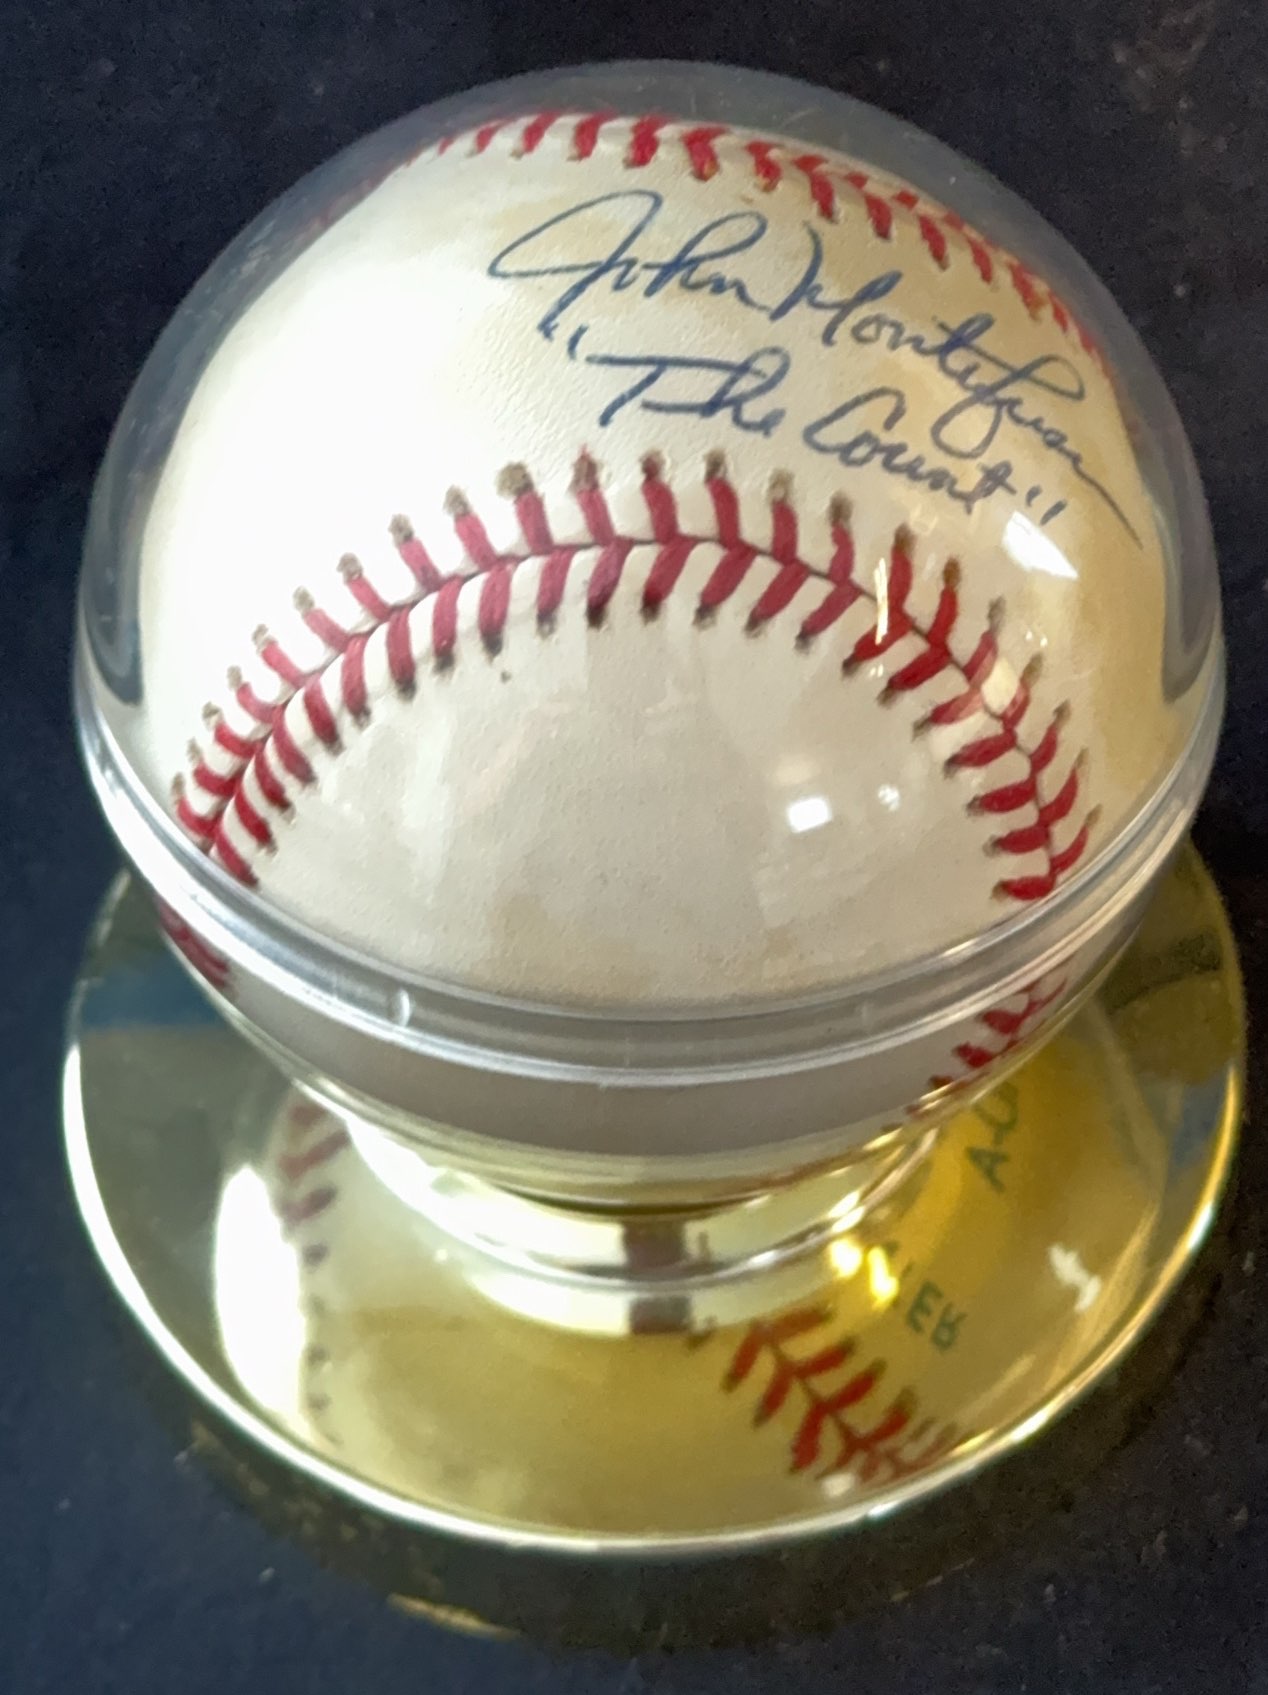 John Montefusco
"The Count"